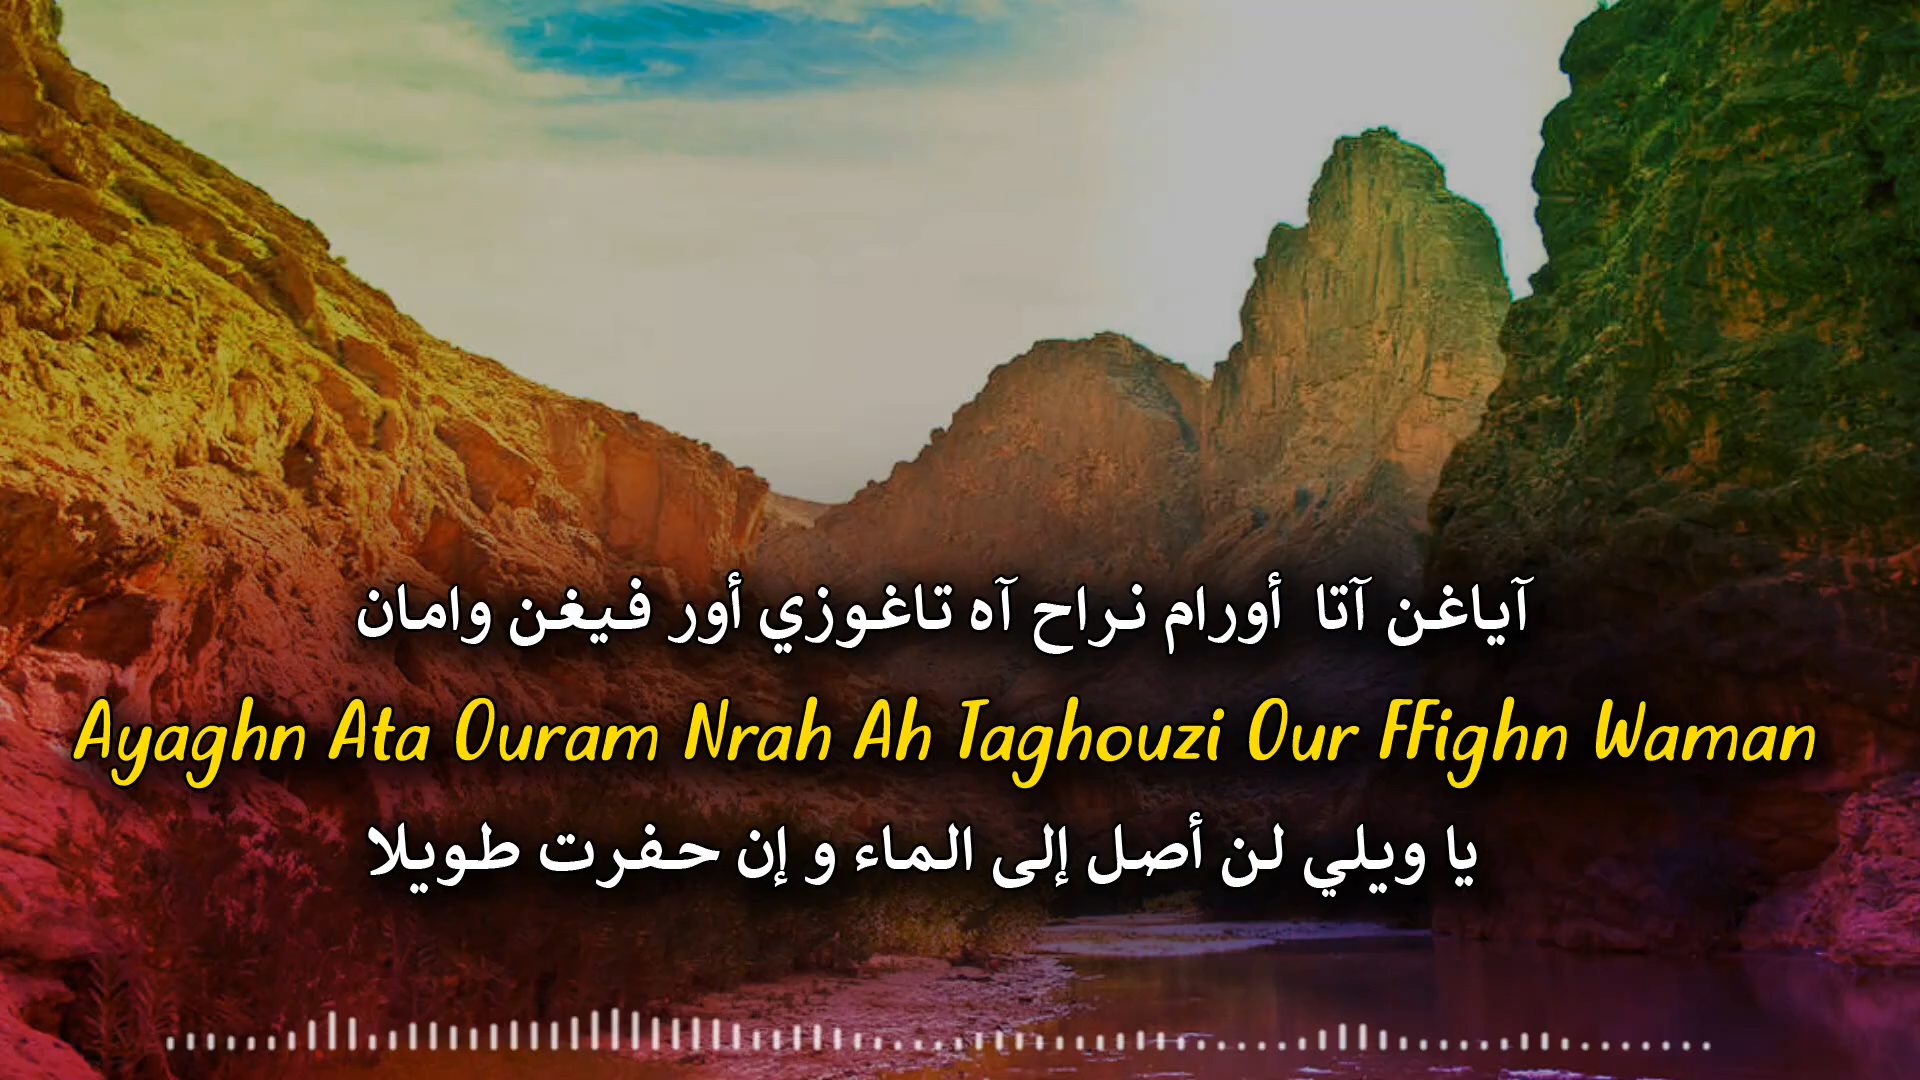 آياغن آتا أورام نراح آه تاغوزي أور فيغن وامان
Ayaghn Ata Ouram Nrah Ah Taghouzi Our FFighn Waman
يا ويلي لن أصل إلى الماء و إن حفرت طويلا